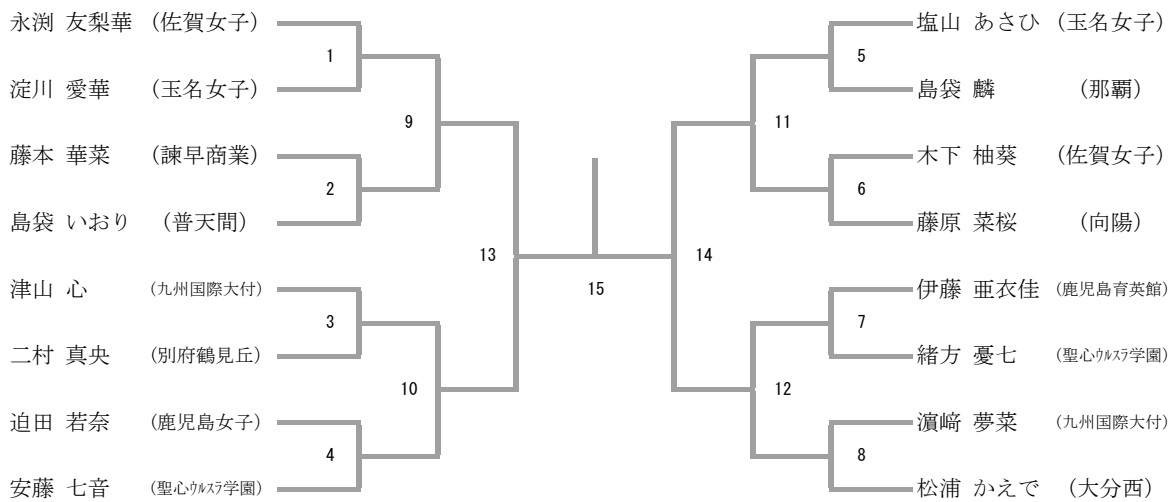 永渕 友梨華 (佐賀女子)
1
淀川 愛華 (玉名女子)
9
藤本 華菜 (諫早商業)
2
島袋 いおり (普天間)
13
津山 心 (九州国際大付)
3
二村 真央 (別府鶴見丘)
10
迫田 若奈 (鹿児島女子)
4
安藤 七音 (聖心ｳﾙｽﾗ学園)
15
塩山 あさひ (玉名女子)
5
島袋 麟 (那覇)
11
木下 柚葵 (佐賀女子)
6
藤原 菜桜 (向陽)
14
伊藤 亜衣佳 (鹿児島育英館)
7
緒方 憂七 (聖心ｳﾙｽﾗ学園)
12
濵﨑 夢菜 (九州国際大付)
8
松浦 かえで (大分西)